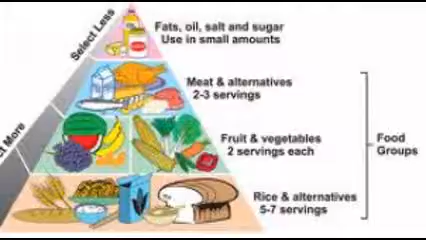 Select Less
Fats, oil, salt and sugar
Use in small amounts
Meat & alternatives
2-3 servings
Fruit & vegetables
2 servings each
Food
Groups
More
Rice & alternatives
5-7 servings